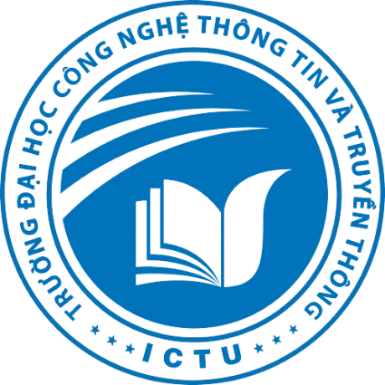 TRƯỜNG ĐẠI HỌC CÔNG NGHỆ THÔNG TIN VÀ TRUYỀN THÔNG
ICTU